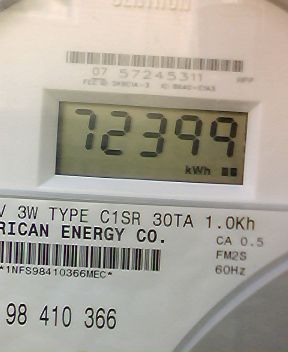 07 57245311
72399
kWh
V 3W TYPE C1SR 30TA 1.0Kh
RICAN ENERGY CO.
CA 0.5
FM2S
60Hz
*1NFS98410366MEC*
98 410 366